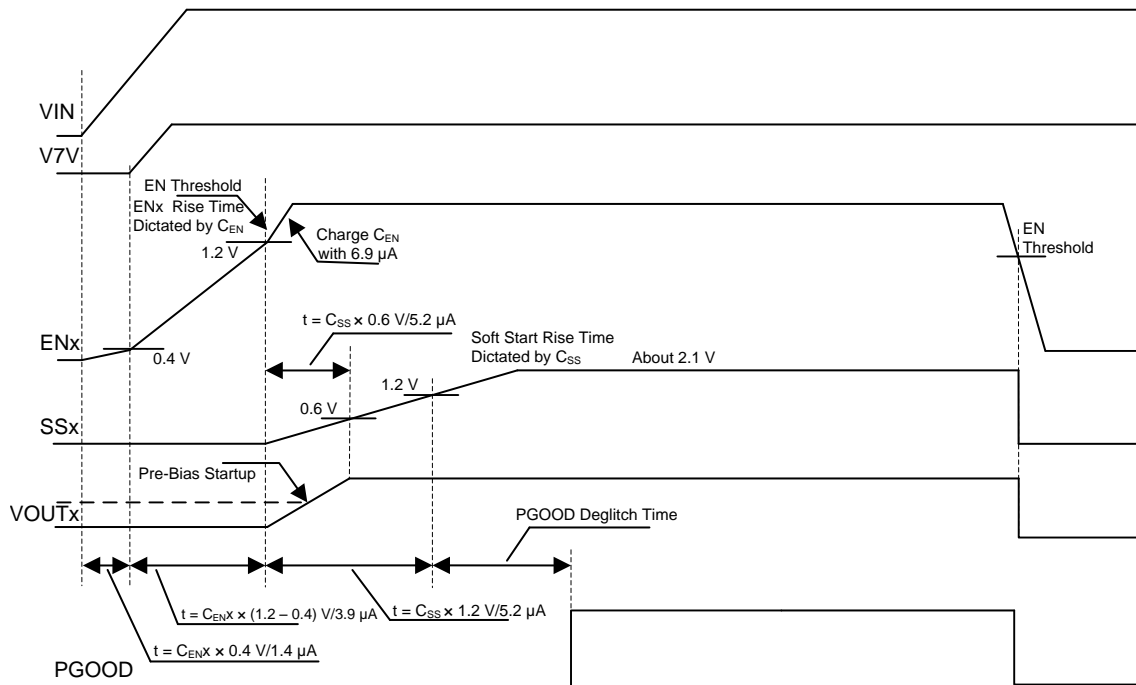 VIN
V7V
EN Threshold
ENx Rise Time
Dictated by CEN
1.2 V
Charge CEN
with 6.9 µA
EN
Threshold
ENx
0.4 V
t = CSS × 0.6 V/5.2 µA
Soft Start Rise Time
Dictated by CSS
About 2.1 V
1.2 V
0.6 V
SSx
Pre-Bias Startup
VOUTx
PGOOD Deglitch Time
t = CENx × (1.2 – 0.4) V/3.9 µA
t = CSS × 1.2 V/5.2 µA
t = CENx × 0.4 V/1.4 µA
PGOOD